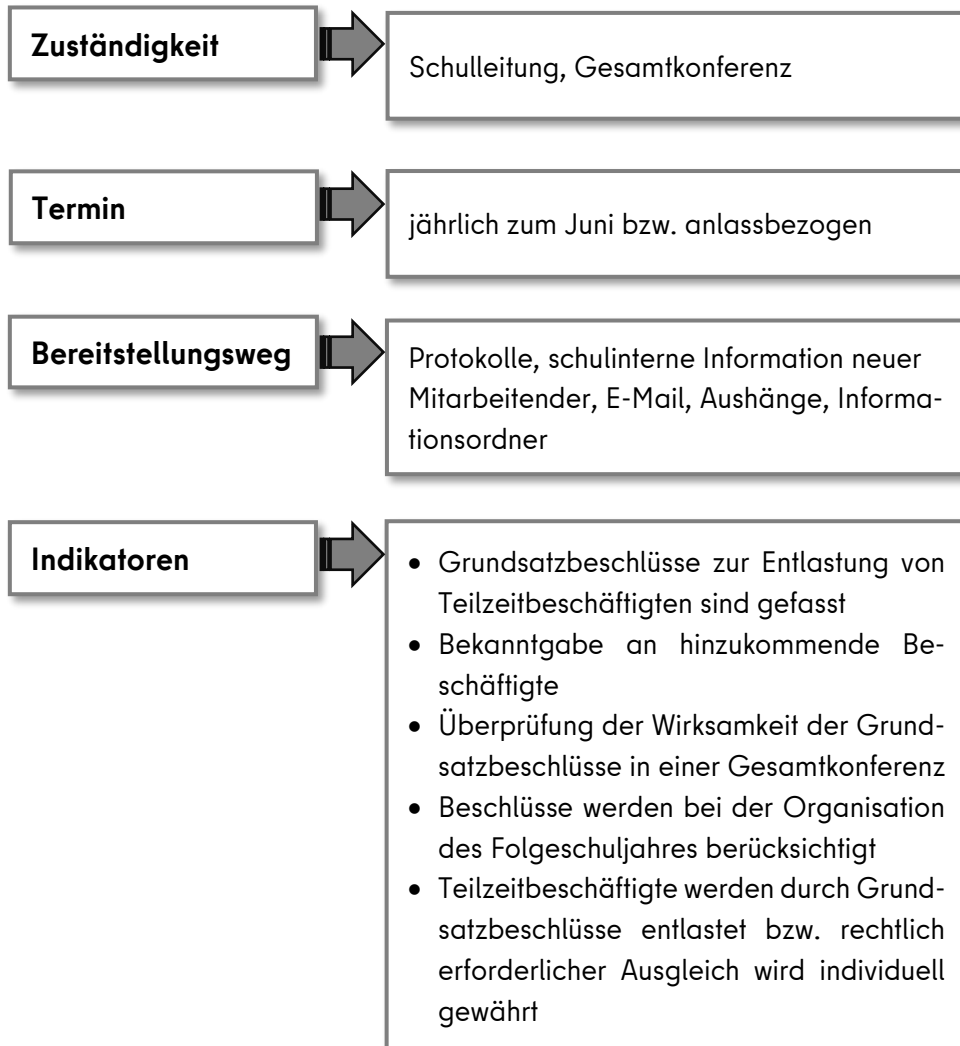 Zuständigkeit
Schulleitung, Gesamtkonferenz
Termin
jährlich zum Juni bzw. anlassbezogen
Bereitstellungsweg
Protokolle, schulinterne Information neuer
Mitarbeitender, E-Mail, Aushänge, Informa-
tionsordner
Indikatoren
• Grundsatzbeschlüsse zur Entlastung von
Teilzeitbeschäftigten sind gefasst
• Bekanntgabe an hinzukommende Be-
schäftigte
• Überprüfung der Wirksamkeit der Grund-
satzbeschlüsse in einer Gesamtkonferenz
• Beschlüsse werden bei der Organisation
des Folgeschuljahres berücksichtigt
• Teilzeitbeschäftigte werden durch Grund-
satzbeschlüsse entlastet bzw. rechtlich
erforderlicher Ausgleich wird individuell
gewährt